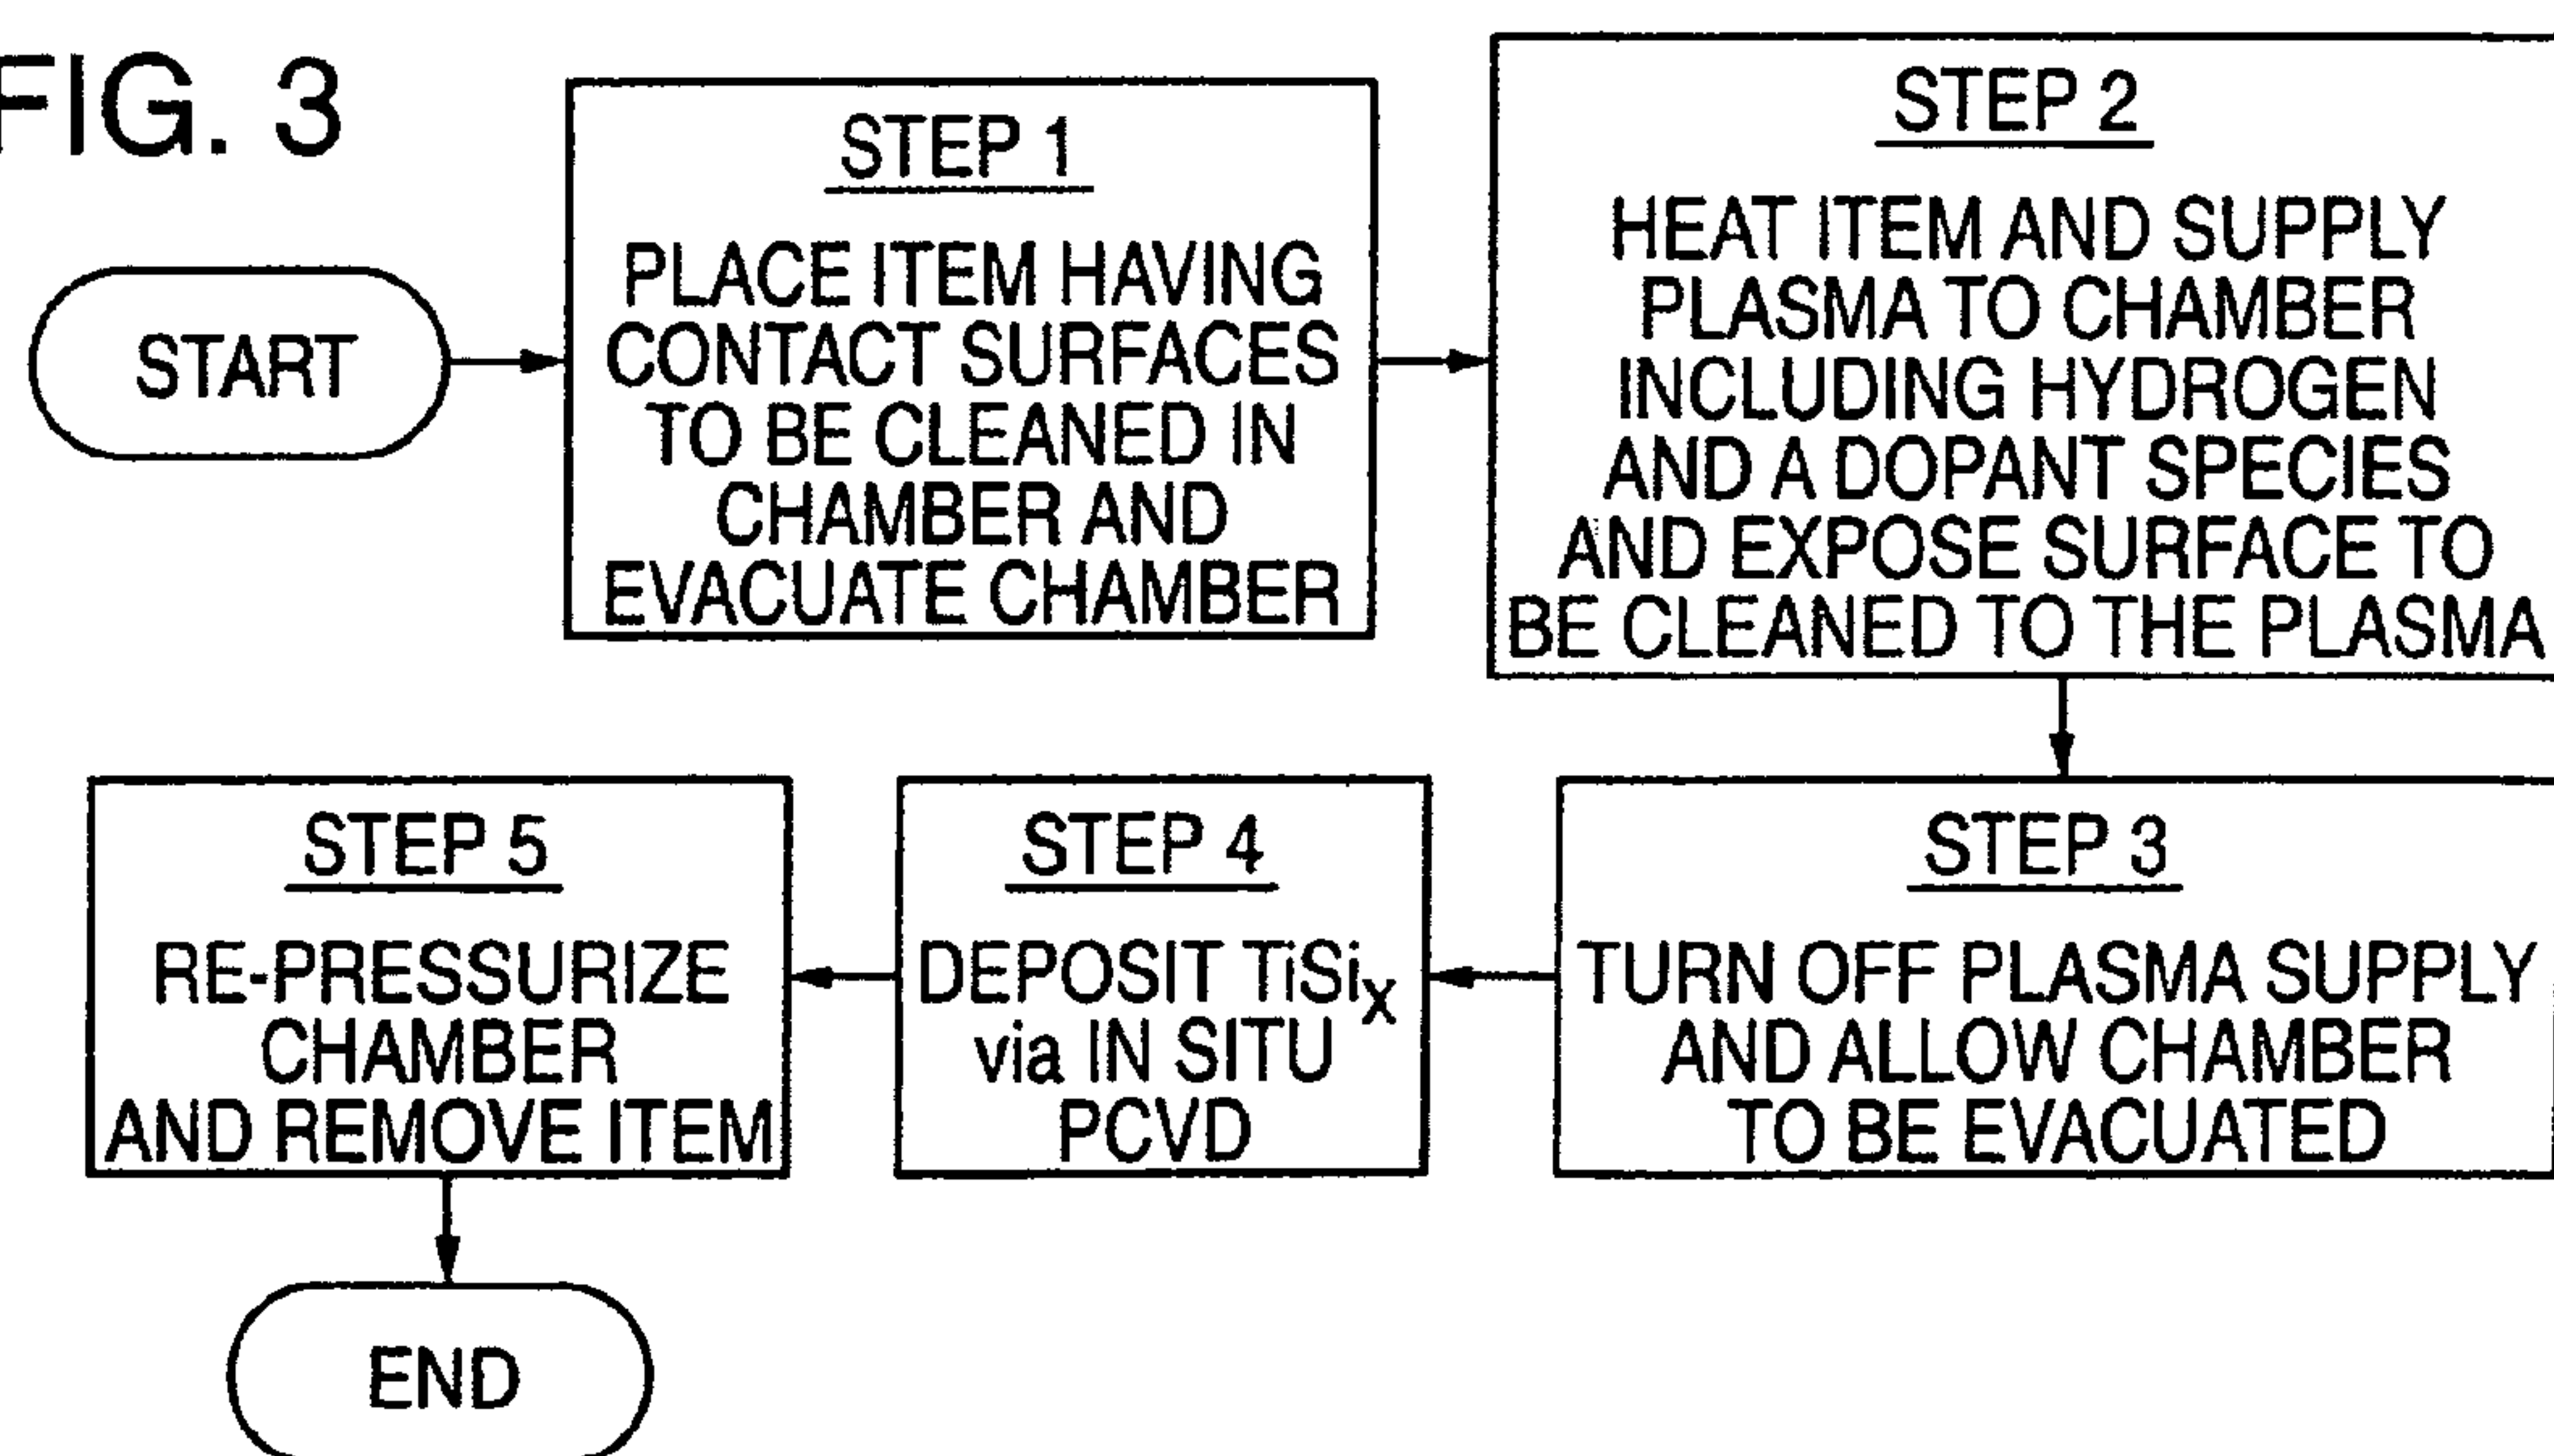 FIG. 3
START
STEP 1
PLACE ITEM HAVING
CONTACT SURFACES
TO BE CLEANED IN
CHAMBER AND
EVACUATE CHAMBER
STEP 2
HEAT ITEM AND SUPPLY
PLASMA TO CHAMBER
INCLUDING HYDROGEN
AND A DOPANT SPECIES
AND EXPOSE SURFACE TO
BE CLEANED TO THE PLASMA
STEP 3
TURN OFF PLASMA SUPPLY
AND ALLOW CHAMBER
TO BE EVACUATED
STEP 4
DEPOSIT TiSiₓ
via IN SITU
PCVD
STEP 5
RE-PRESSURIZE
CHAMBER
AND REMOVE ITEM
END